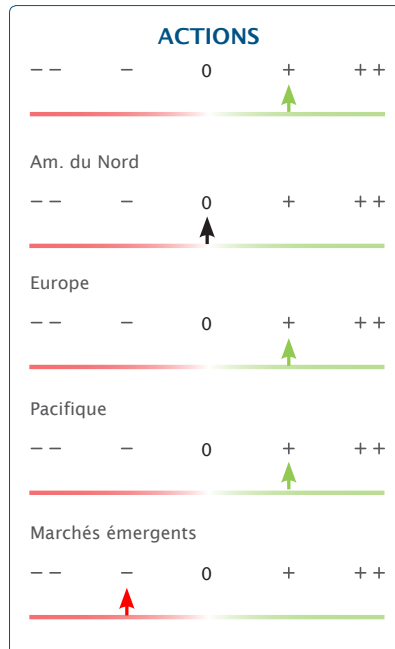 ACTIONS
– – – 0 + + +
Am. du Nord
– – – 0 + + +
Europe
– – – 0 + + +
Pacifique
– – – 0 + + +
Marchés émergents
– – – 0 + + +